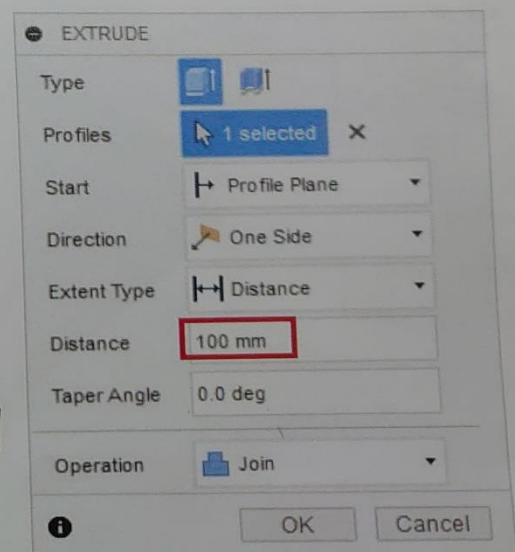 EXTRUDE
Type
Profiles 1 selected
Start Profile Plane
Direction One Side
Extent Type Distance
Distance 100 mm
Taper Angle 0.0 deg
Operation Join
OK Cancel